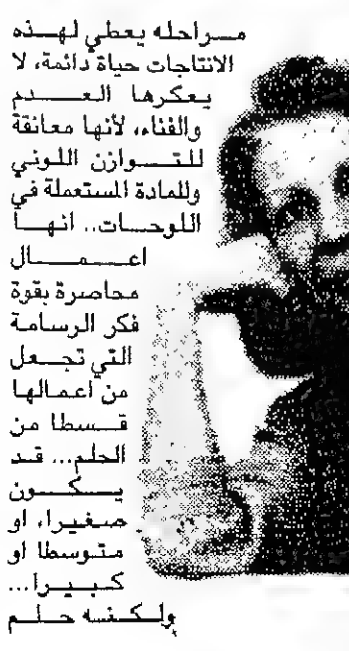 مراحله يعطي لهذه
الانتاجات حياة دائمة، لا
يعكرها العدم
والفناء، لأنها معانقة
للتوازن اللوني
وللمادة المستعملة في
اللوحات.. انها
اعمال
محاصرة بقوة
فكر الرسامة
التي تجعل
من اعمالها
قسطا من
الحلم... قد
يكون
صغيرا، او
متوسطا او
كبيرا...
ولكنه حلم